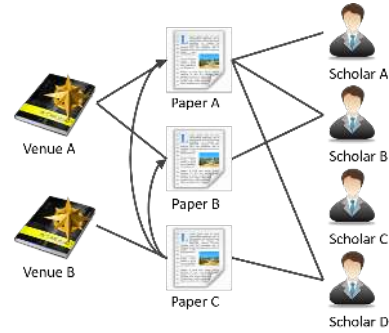 Paper A
Scholar A
Venue A
Paper B
Scholar B
Scholar C
Venue B
Paper C
Scholar D